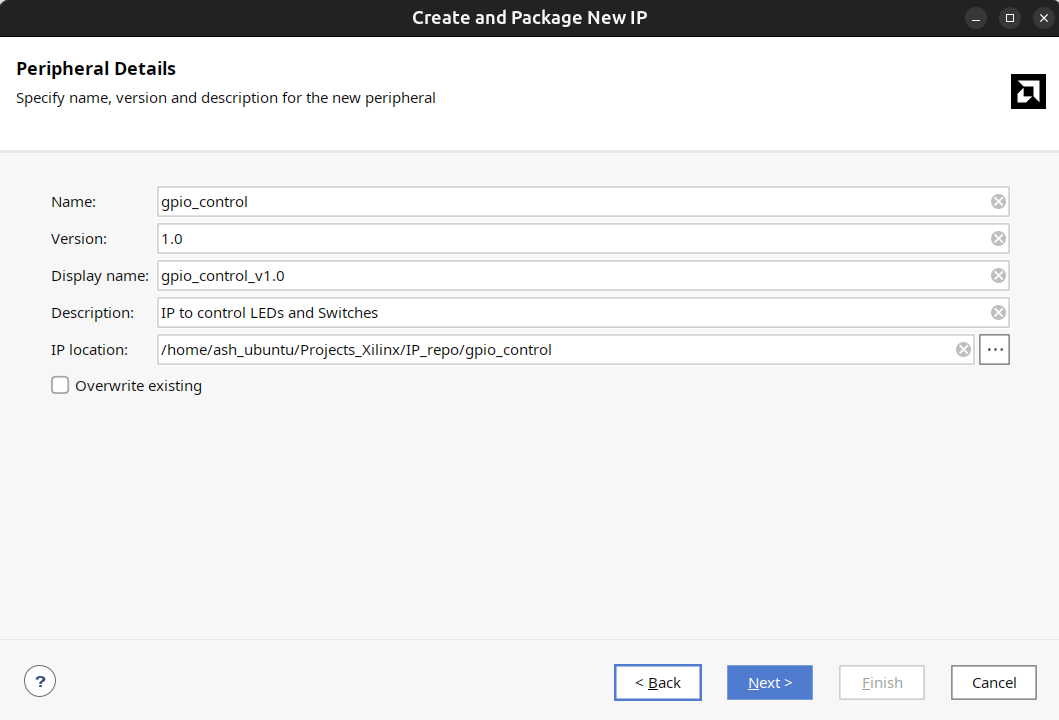 Create and Package New IP
Peripheral Details
Specify name, version and description for the new peripheral
Name: gpio_control
Version: 1.0
Display name: gpio_control_v1.0
Description: IP to control LEDs and Switches
IP location: /home/ash_ubuntu/Projects_Xilinx/IP_repo/gpio_control ...
Overwrite existing
? < Back Next > Finish Cancel